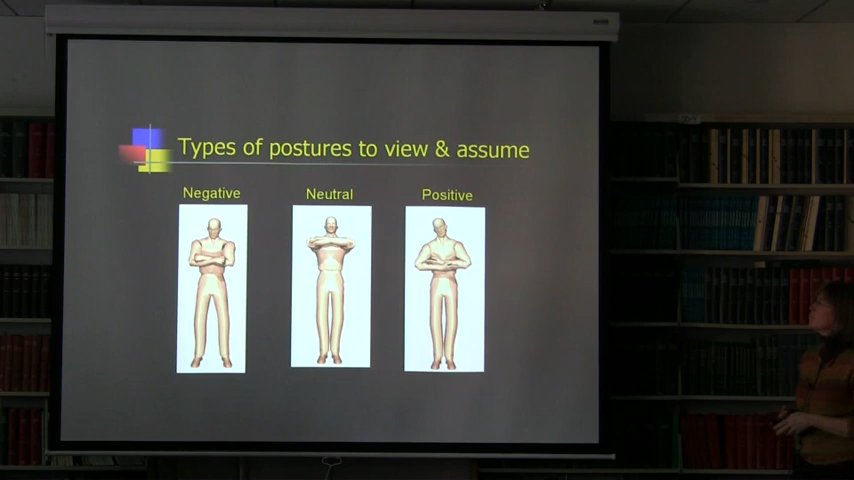 Types of postures to view & assume
Negative
Neutral
Positive